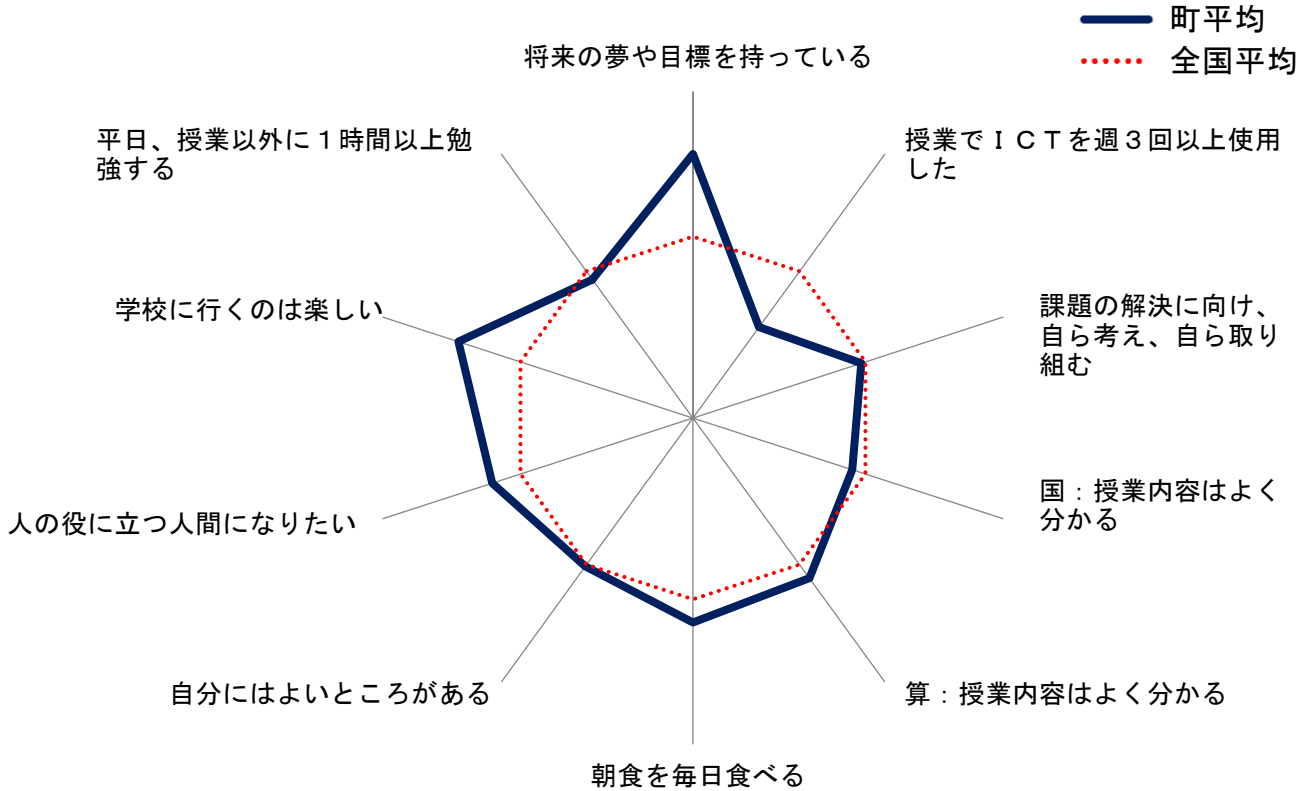 町平均
全国平均
将来の夢や目標を持っている
授業でＩＣＴを週３回以上使用
した
課題の解決に向け、
自ら考え、自ら取り
組む
国：授業内容はよく
分かる
算：授業内容はよく分かる
朝食を毎日食べる
自分にはよいところがある
人の役に立つ人間になりたい
学校に行くのは楽しい
平日、授業以外に１時間以上勉
強する